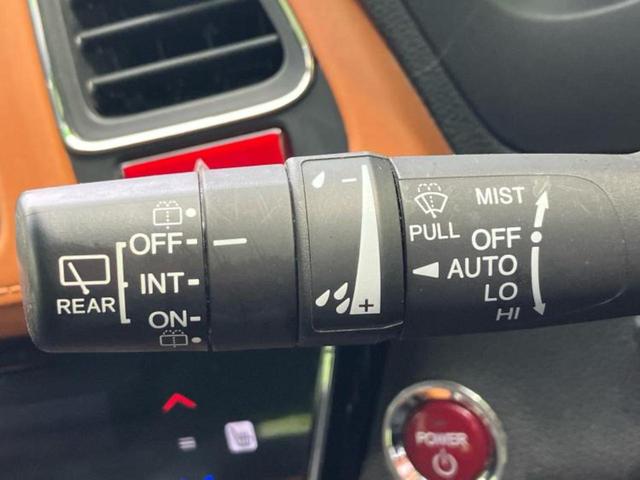 MIST
OFF
PULL
OFF
AUTO
INT
REAR
LO
ON
HI
POWER